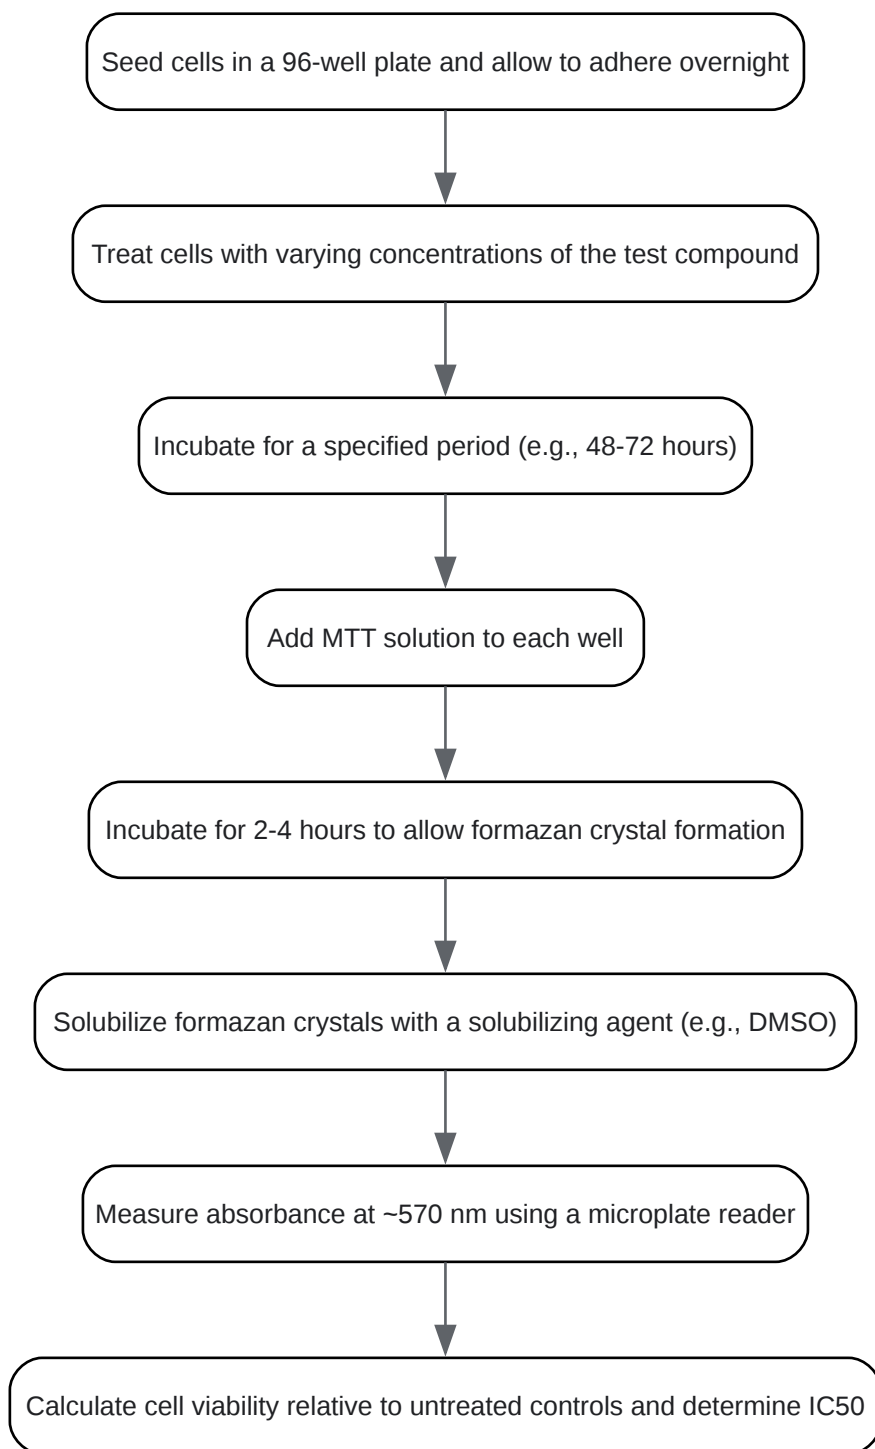 Seed cells in a 96-well plate and allow to adhere overnight
Treat cells with varying concentrations of the test compound
Incubate for a specified period (e.g., 48-72 hours)
Add MTT solution to each well
Incubate for 2-4 hours to allow formazan crystal formation
Solubilize formazan crystals with a solubilizing agent (e.g., DMSO)
Measure absorbance at ~570 nm using a microplate reader
Calculate cell viability relative to untreated controls and determine IC50